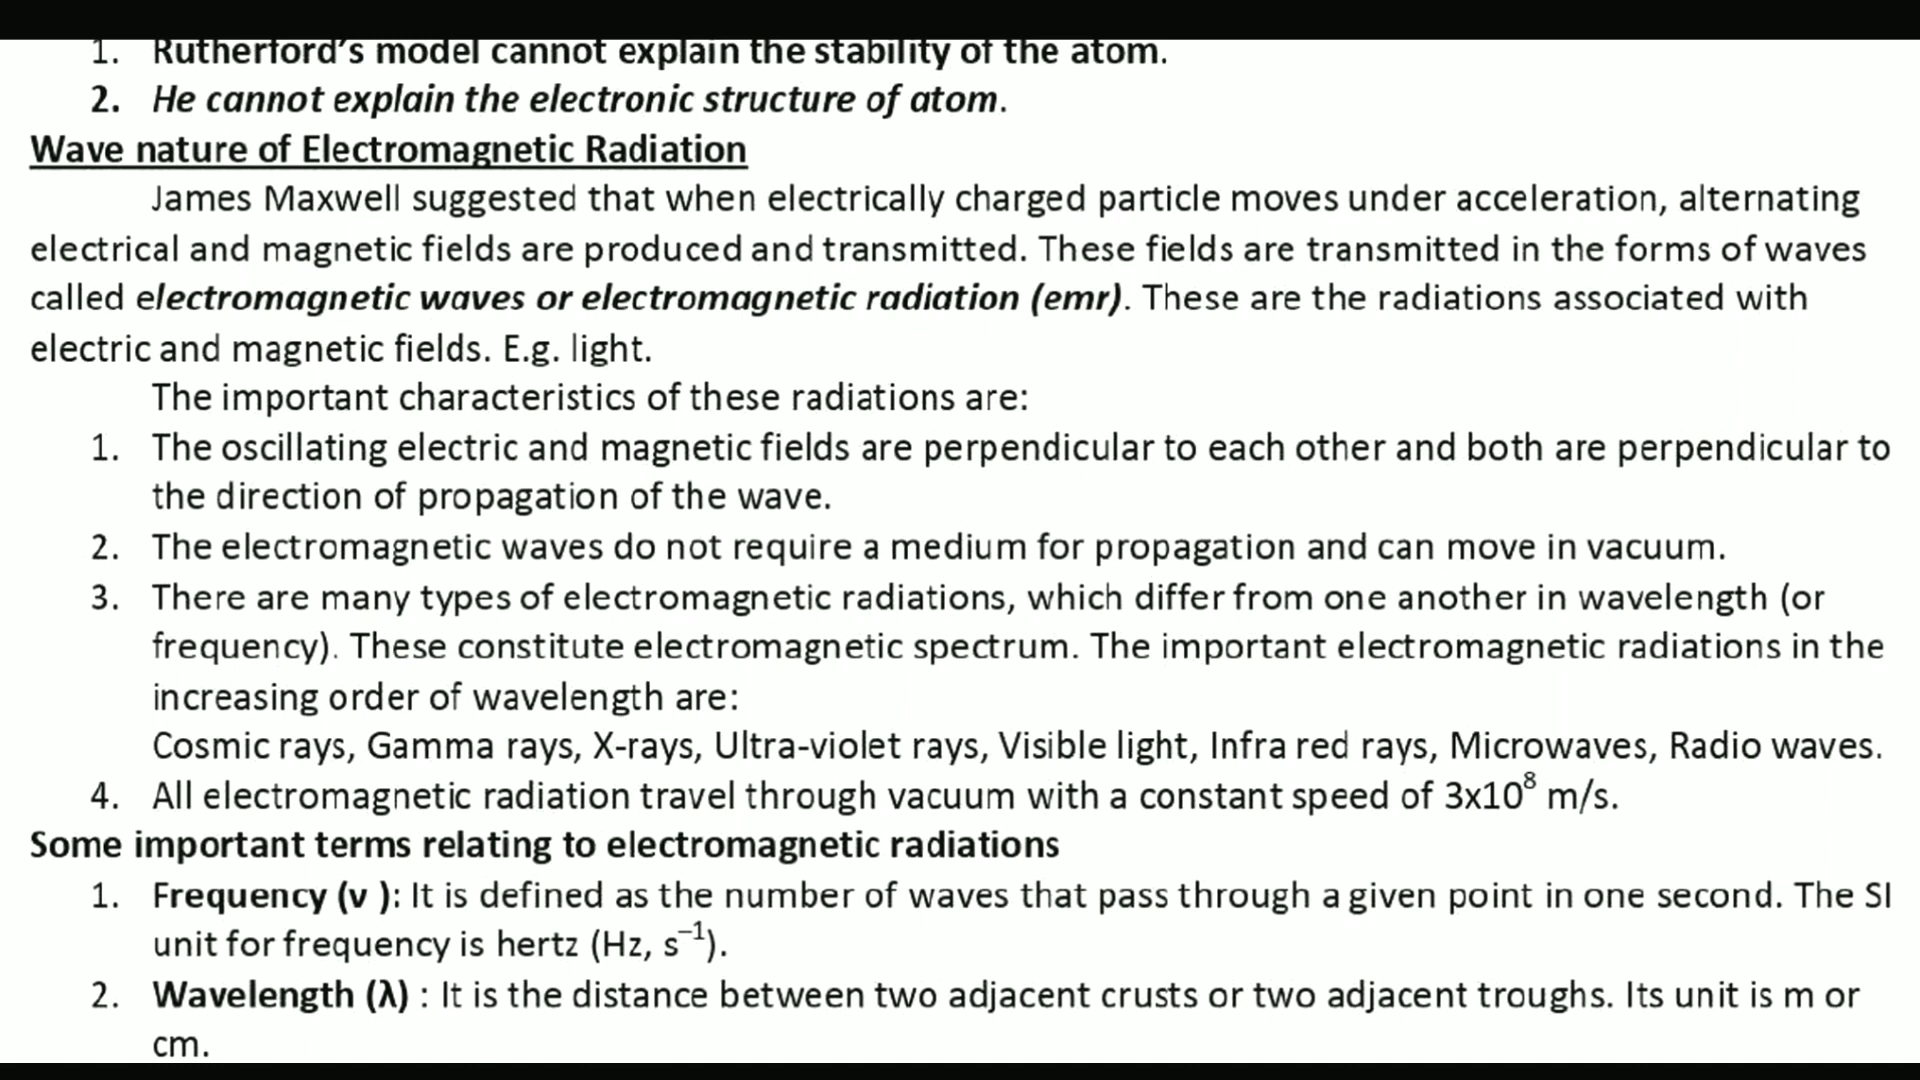 1. Rutherford's model cannot explain the stability of the atom.
2. He cannot explain the electronic structure of atom.
Wave nature of Electromagnetic Radiation
James Maxwell suggested that when electrically charged particle moves under acceleration, alternating
electrical and magnetic fields are produced and transmitted. These fields are transmitted in the forms of waves
called electromagnetic waves or electromagnetic radiation (emr). These are the radiations associated with
electric and magnetic fields. E.g. light.
The important characteristics of these radiations are:
1. The oscillating electric and magnetic fields are perpendicular to each other and both are perpendicular to
the direction of propagation of the wave.
2. The electromagnetic waves do not require a medium for propagation and can move in vacuum.
3. There are many types of electromagnetic radiations, which differ from one another in wavelength (or
frequency). These constitute electromagnetic spectrum. The important electromagnetic radiations in the
increasing order of wavelength are:
Cosmic rays, Gamma rays, X-rays, Ultra-violet rays, Visible light, Infra red rays, Microwaves, Radio waves.
4. All electromagnetic radiation travel through vacuum with a constant speed of 3x10⁸ m/s.
Some important terms relating to electromagnetic radiations
1. Frequency (ν ): It is defined as the number of waves that pass through a given point in one second. The SI
unit for frequency is hertz (Hz, s⁻¹).
2. Wavelength (λ) : It is the distance between two adjacent crusts or two adjacent troughs. Its unit is m or
cm.